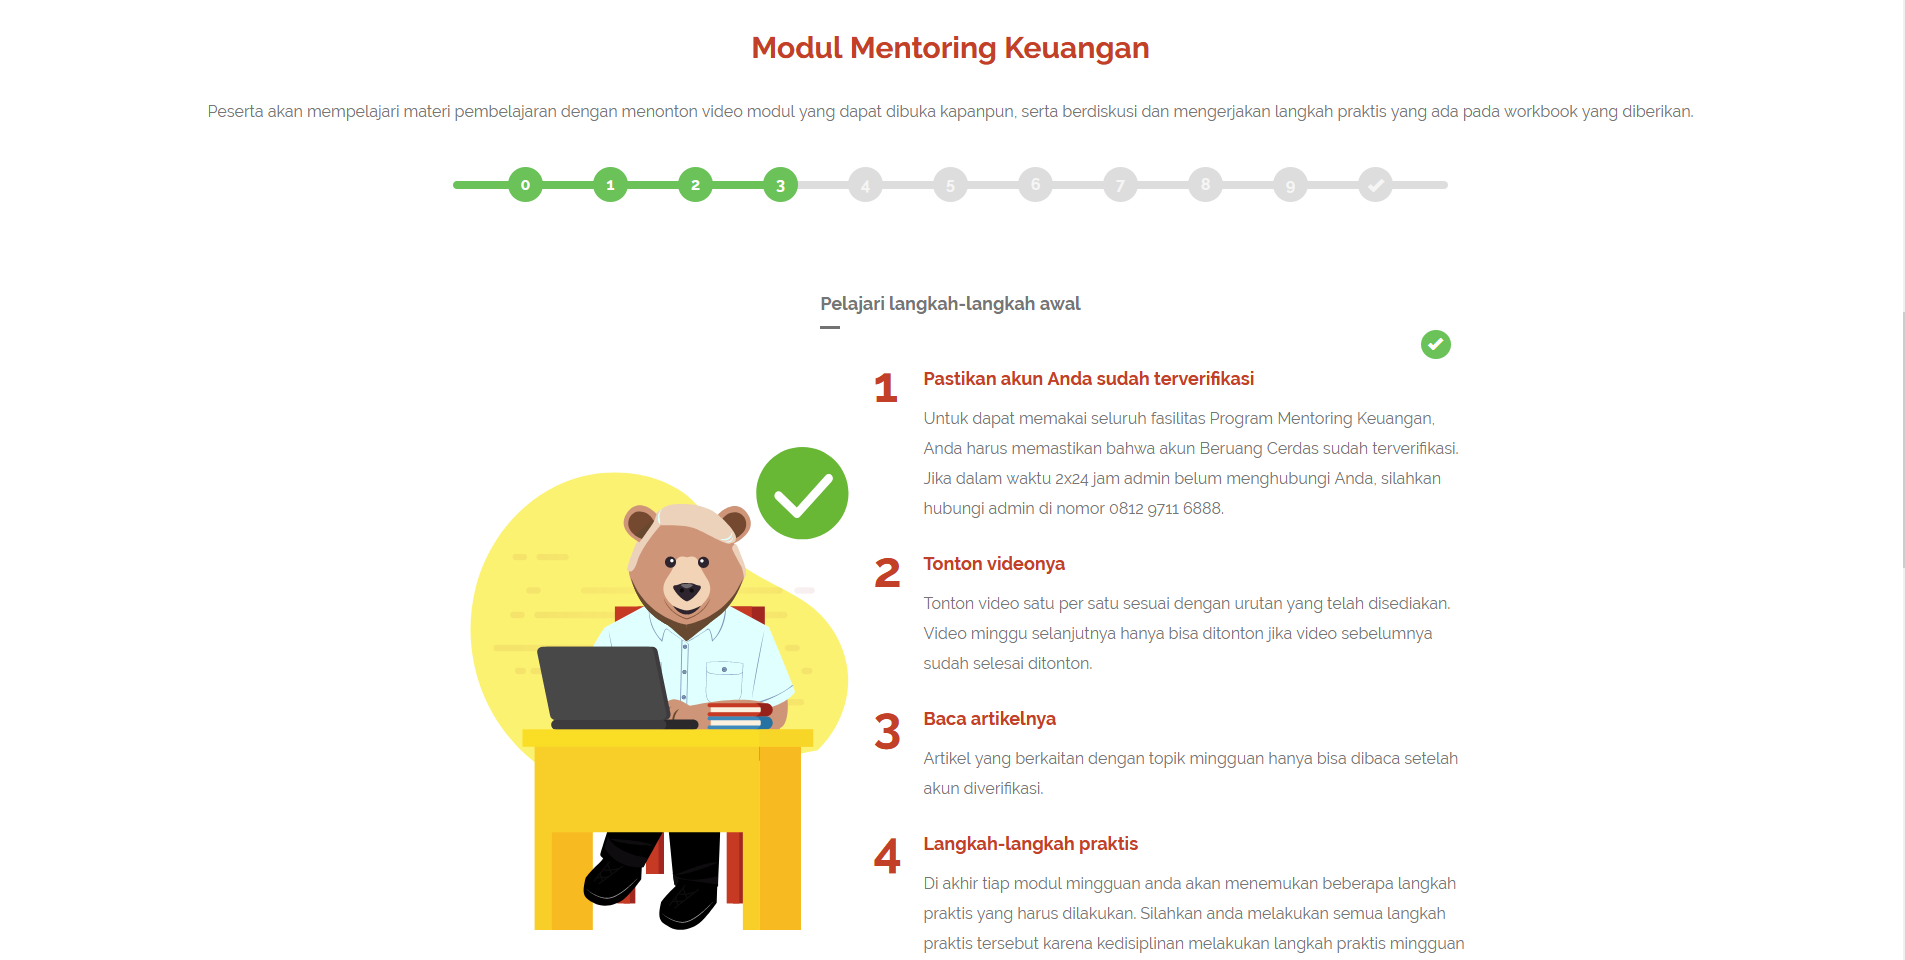 Modul Mentoring Keuangan
Peserta akan mempelajari materi pembelajaran dengan menonton video modul yang dapat dibuka kapanpun, serta berdiskusi dan mengerjakan langkah praktis yang ada pada workbook yang diberikan.
0 1 2 3 4 5 6 7 8 9
Pelajari langkah-langkah awal
1 Pastikan akun Anda sudah terverifikasi
Untuk dapat memakai seluruh fasilitas Program Mentoring Keuangan,
Anda harus memastikan bahwa akun Beruang Cerdas sudah terverifikasi.
Jika dalam waktu 2x24 jam admin belum menghubungi Anda, silahkan
hubungi admin di nomor 0812 9711 6888.
2 Tonton videonya
Tonton video satu per satu sesuai dengan urutan yang telah disediakan.
Video minggu selanjutnya hanya bisa ditonton jika video sebelumnya
sudah selesai ditonton.
3 Baca artikelnya
Artikel yang berkaitan dengan topik mingguan hanya bisa dibaca setelah
akun diverifikasi.
4 Langkah-langkah praktis
Di akhir tiap modul mingguan anda akan menemukan beberapa langkah
praktis yang harus dilakukan. Silahkan anda melakukan semua langkah
praktis tersebut karena kedisiplinan melakukan langkah praktis mingguan